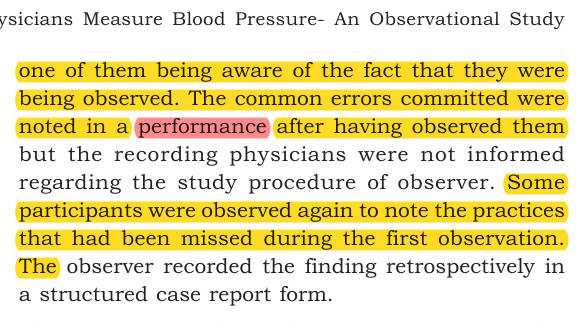 ysicians Measure Blood Pressure- An Observational Study
one of them being aware of the fact that they were
being observed. The common errors committed were
noted in a performance after having observed them
but the recording physicians were not informed
regarding the study procedure of observer. Some
participants were observed again to note the practices
that had been missed during the first observation.
The observer recorded the finding retrospectively in
a structured case report form.